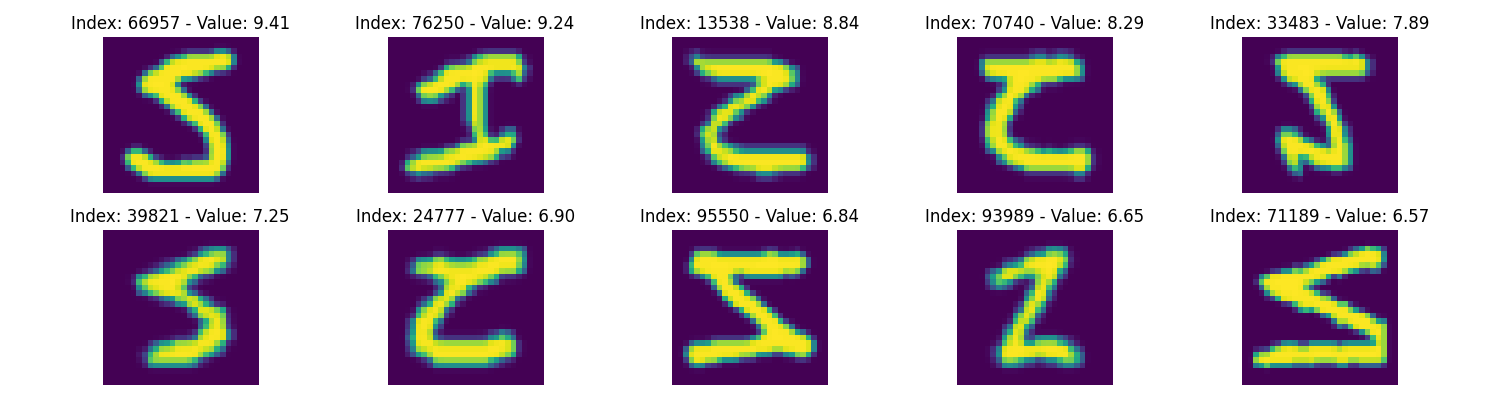 Index: 66957 - Value: 9.41 Index: 76250 - Value: 9.24 Index: 13538 - Value: 8.84 Index: 70740 - Value: 8.29 Index: 33483 - Value: 7.89
Index: 39821 - Value: 7.25 Index: 24777 - Value: 6.90 Index: 95550 - Value: 6.84 Index: 93989 - Value: 6.65 Index: 71189 - Value: 6.57